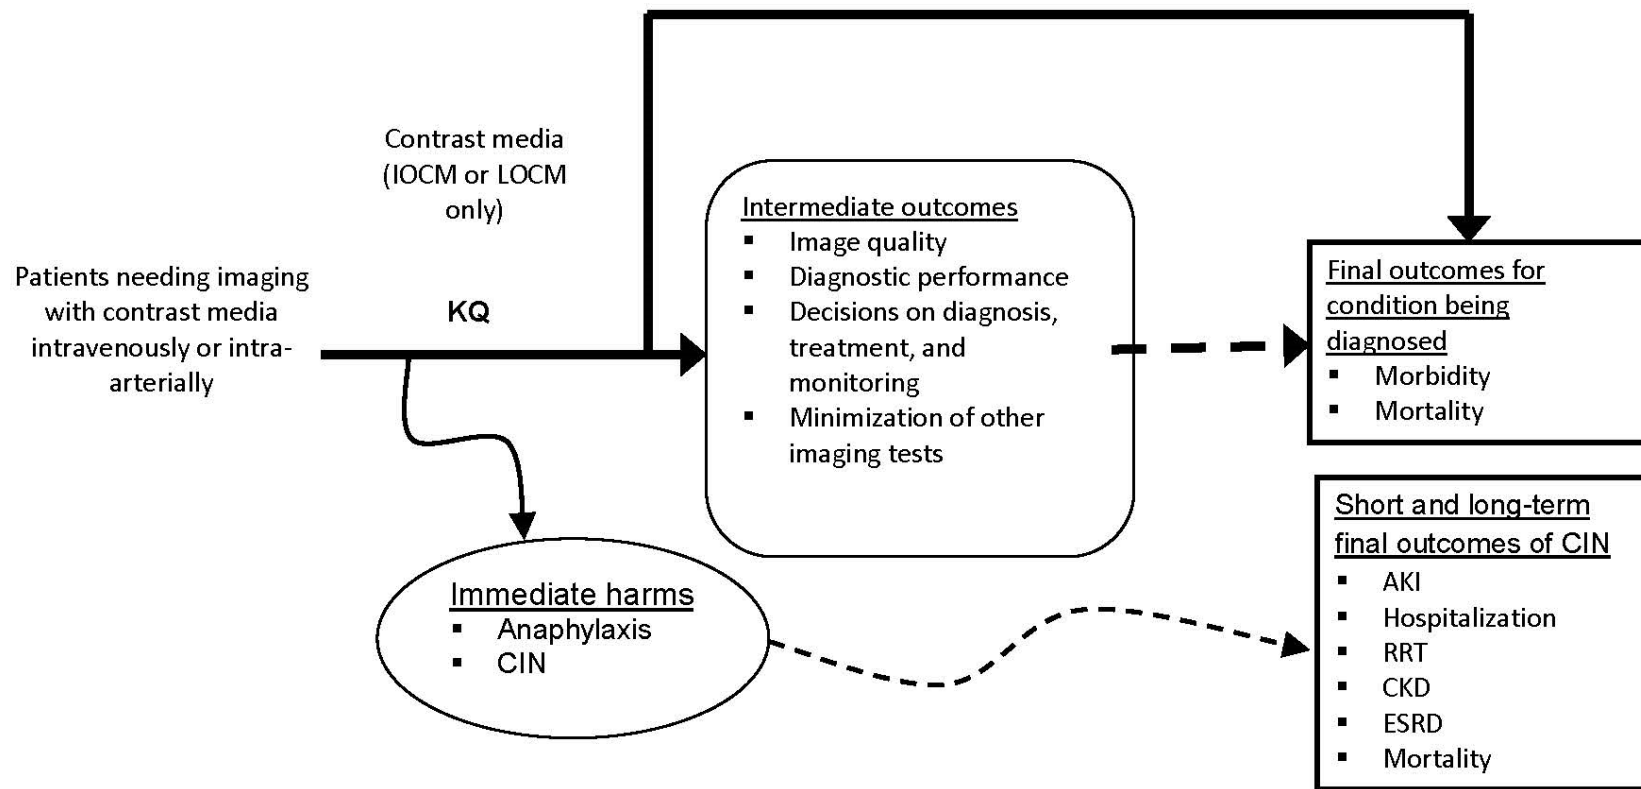 Contrast media
(IOCM or LOCM
only)
Patients needing imaging
with contrast media
intravenously or intra-
arterially
KQ
Intermediate outcomes
▪ Image quality
▪ Diagnostic performance
▪ Decisions on diagnosis,
treatment, and
monitoring
▪ Minimization of other
imaging tests
Final outcomes for
condition being
diagnosed
▪ Morbidity
▪ Mortality
Immediate harms
▪ Anaphylaxis
▪ CIN
Short and long-term
final outcomes of CIN
▪ AKI
▪ Hospitalization
▪ RRT
▪ CKD
▪ ESRD
▪ Mortality